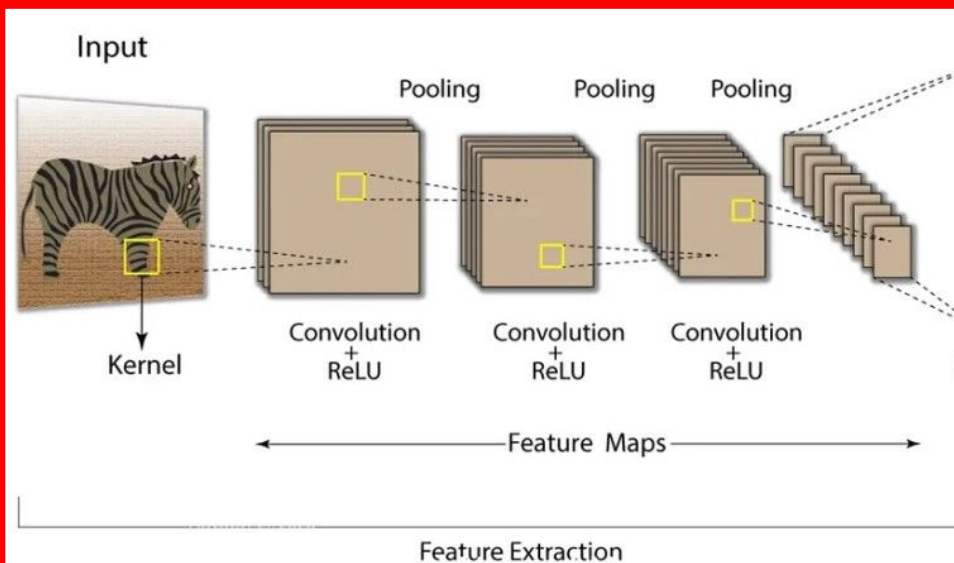 Input
Pooling
Pooling
Pooling
Kernel
Convolution
+
ReLU
Convolution
+
ReLU
Convolution
+
ReLU
Feature Maps
Feature Extraction